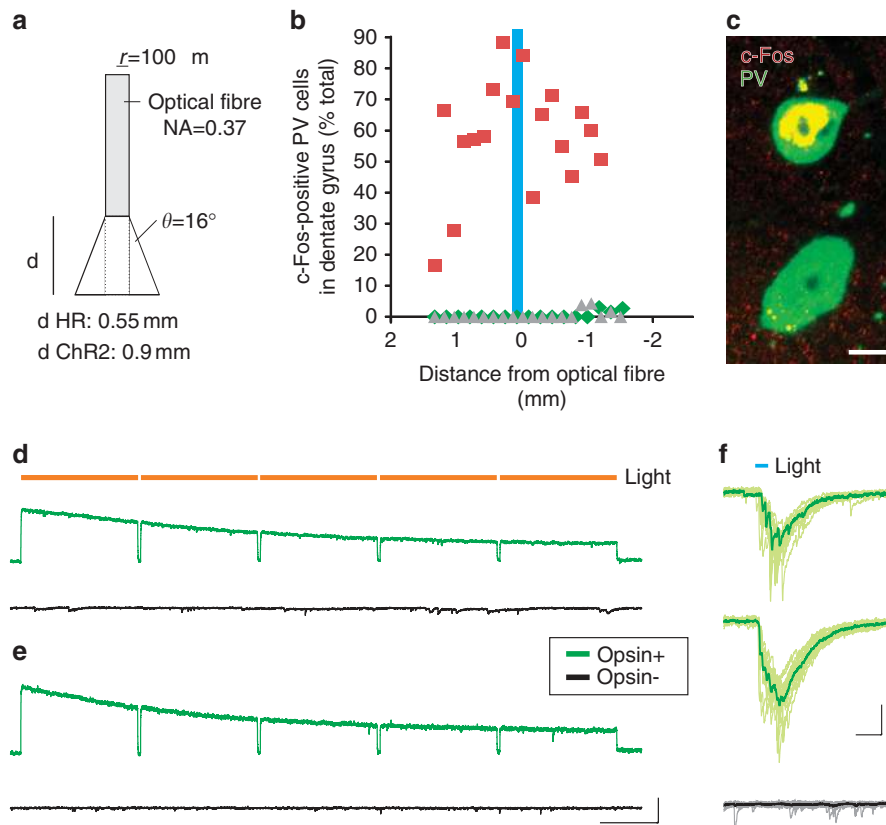 a
r=100 m
Optical fibre
NA=0.37
θ=16°
d
d HR: 0.55 mm
d ChR2: 0.9 mm
b
c-Fos-positive PV cells
in dentate gyrus (% total)
90
80
70
60
50
40
30
20
10
0
2
1
0
-1
-2
Distance from optical fibre
(mm)
c
c-Fos
PV
d
Light
e
Opsin+
Opsin-
f
Light